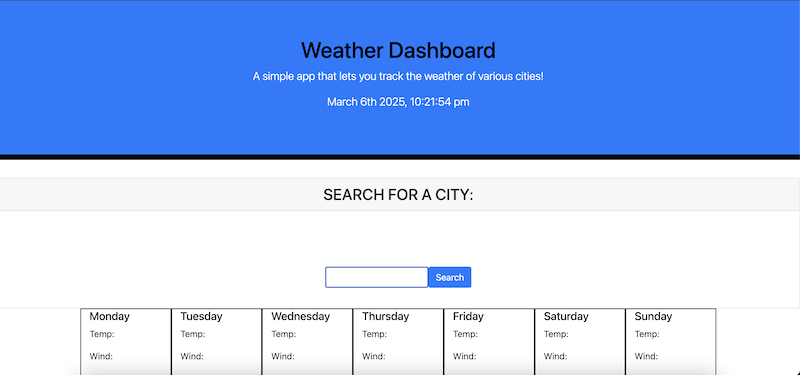 Weather Dashboard
A simple app that lets you track the weather of various cities!
March 6th 2025, 10:21:54 pm
SEARCH FOR A CITY:
Search
Monday Tuesday Wednesday Thursday Friday Saturday Sunday
Temp: Temp: Temp: Temp: Temp: Temp: Temp:
Wind: Wind: Wind: Wind: Wind: Wind: Wind: